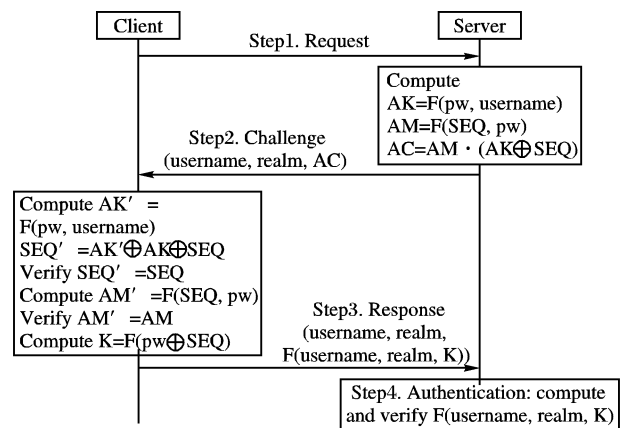 Client
Server
Step1. Request
Compute
AK=F(pw, username)
AM=F(SEQ, pw)
AC=AM · (AK⊕SEQ)
Step2. Challenge
(username, realm, AC)
Compute AK′ =
F(pw, username)
SEQ′ =AK′⊕AK⊕SEQ
Verify SEQ′ =SEQ
Compute AM′ =F(SEQ, pw)
Verify AM′ =AM
Compute K=F(pw⊕SEQ)
Step3. Response
(username, realm,
F(username, realm, K))
Step4. Authentication: compute
and verify F(username, realm, K)